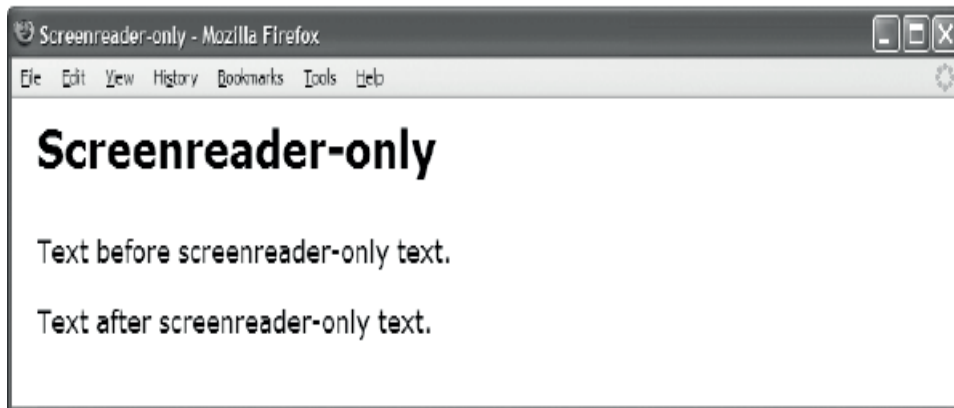 Screenreader-only - Mozilla Firefox
File Edit View History Bookmarks Tools Help
Screenreader-only
Text before screenreader-only text.
Text after screenreader-only text.